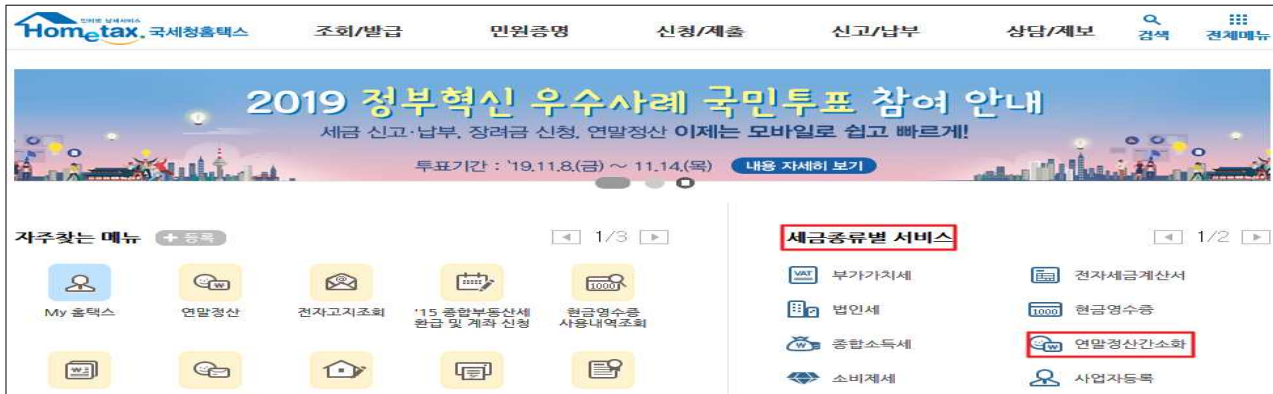 인터넷 납세서비스
Hometax. 국세청홈택스
조회/발급 민원증명 신청/제출 신고/납부 상담/제보 검색 전체메뉴
2019 정부혁신 우수사례 국민투표 참여 안내
세금 신고·납부, 장려금 신청, 연말정산 이제는 모바일로 쉽고 빠르게!
투표기간 : '19.11.8.(금) ~ 11.14.(목) 내용 자세히 보기
자주찾는 메뉴 + 등록 1/3
My 홈택스
연말정산
전자고지조회
'15 종합부동산세
환급 및 계좌 신청
현금영수증
사용내역조회
세금종류별 서비스 1/2
VAT 부가가치세
전자세금계산서
법인세
1000 현금영수증
종합소득세
연말정산간소화
소비제세
사업자등록